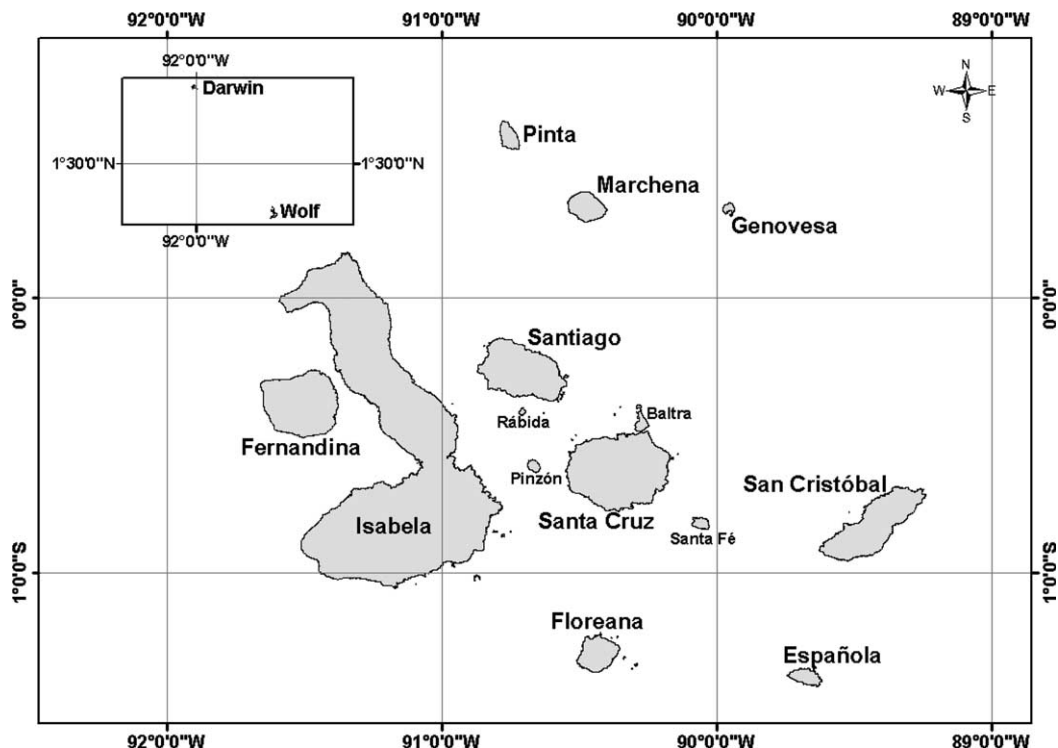 92°0'0"W 91°0'0"W 90°0'0"W 89°0'0"W
92°0'0"W
Darwin
1°30'0"N 1°30'0"N
Wolf
92°0'0"W
N
W E
S
Pinta
Marchena
Genovesa
0°0'0" 0°0'0"
Santiago
Rábida
Baltra
Fernandina
Pinzón
San Cristóbal
Isabela
Santa Cruz
Santa Fé
1°0'0"S 1°0'0"S
Floreana
Española
92°0'0"W 91°0'0"W 90°0'0"W 89°0'0"W